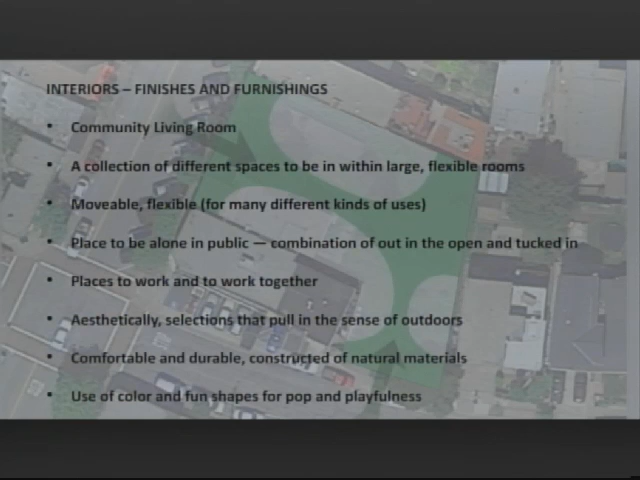 INTERIORS – FINISHES AND FURNISHINGS
• Community Living Room
• A collection of different spaces to be in within large, flexible rooms
• Moveable, flexible (for many different kinds of uses)
• Place to be alone in public — combination of out in the open and tucked in
• Places to work and to work together
• Aesthetically, selections that pull in the sense of outdoors
• Comfortable and durable, constructed of natural materials
• Use of color and fun shapes for pop and playfulness